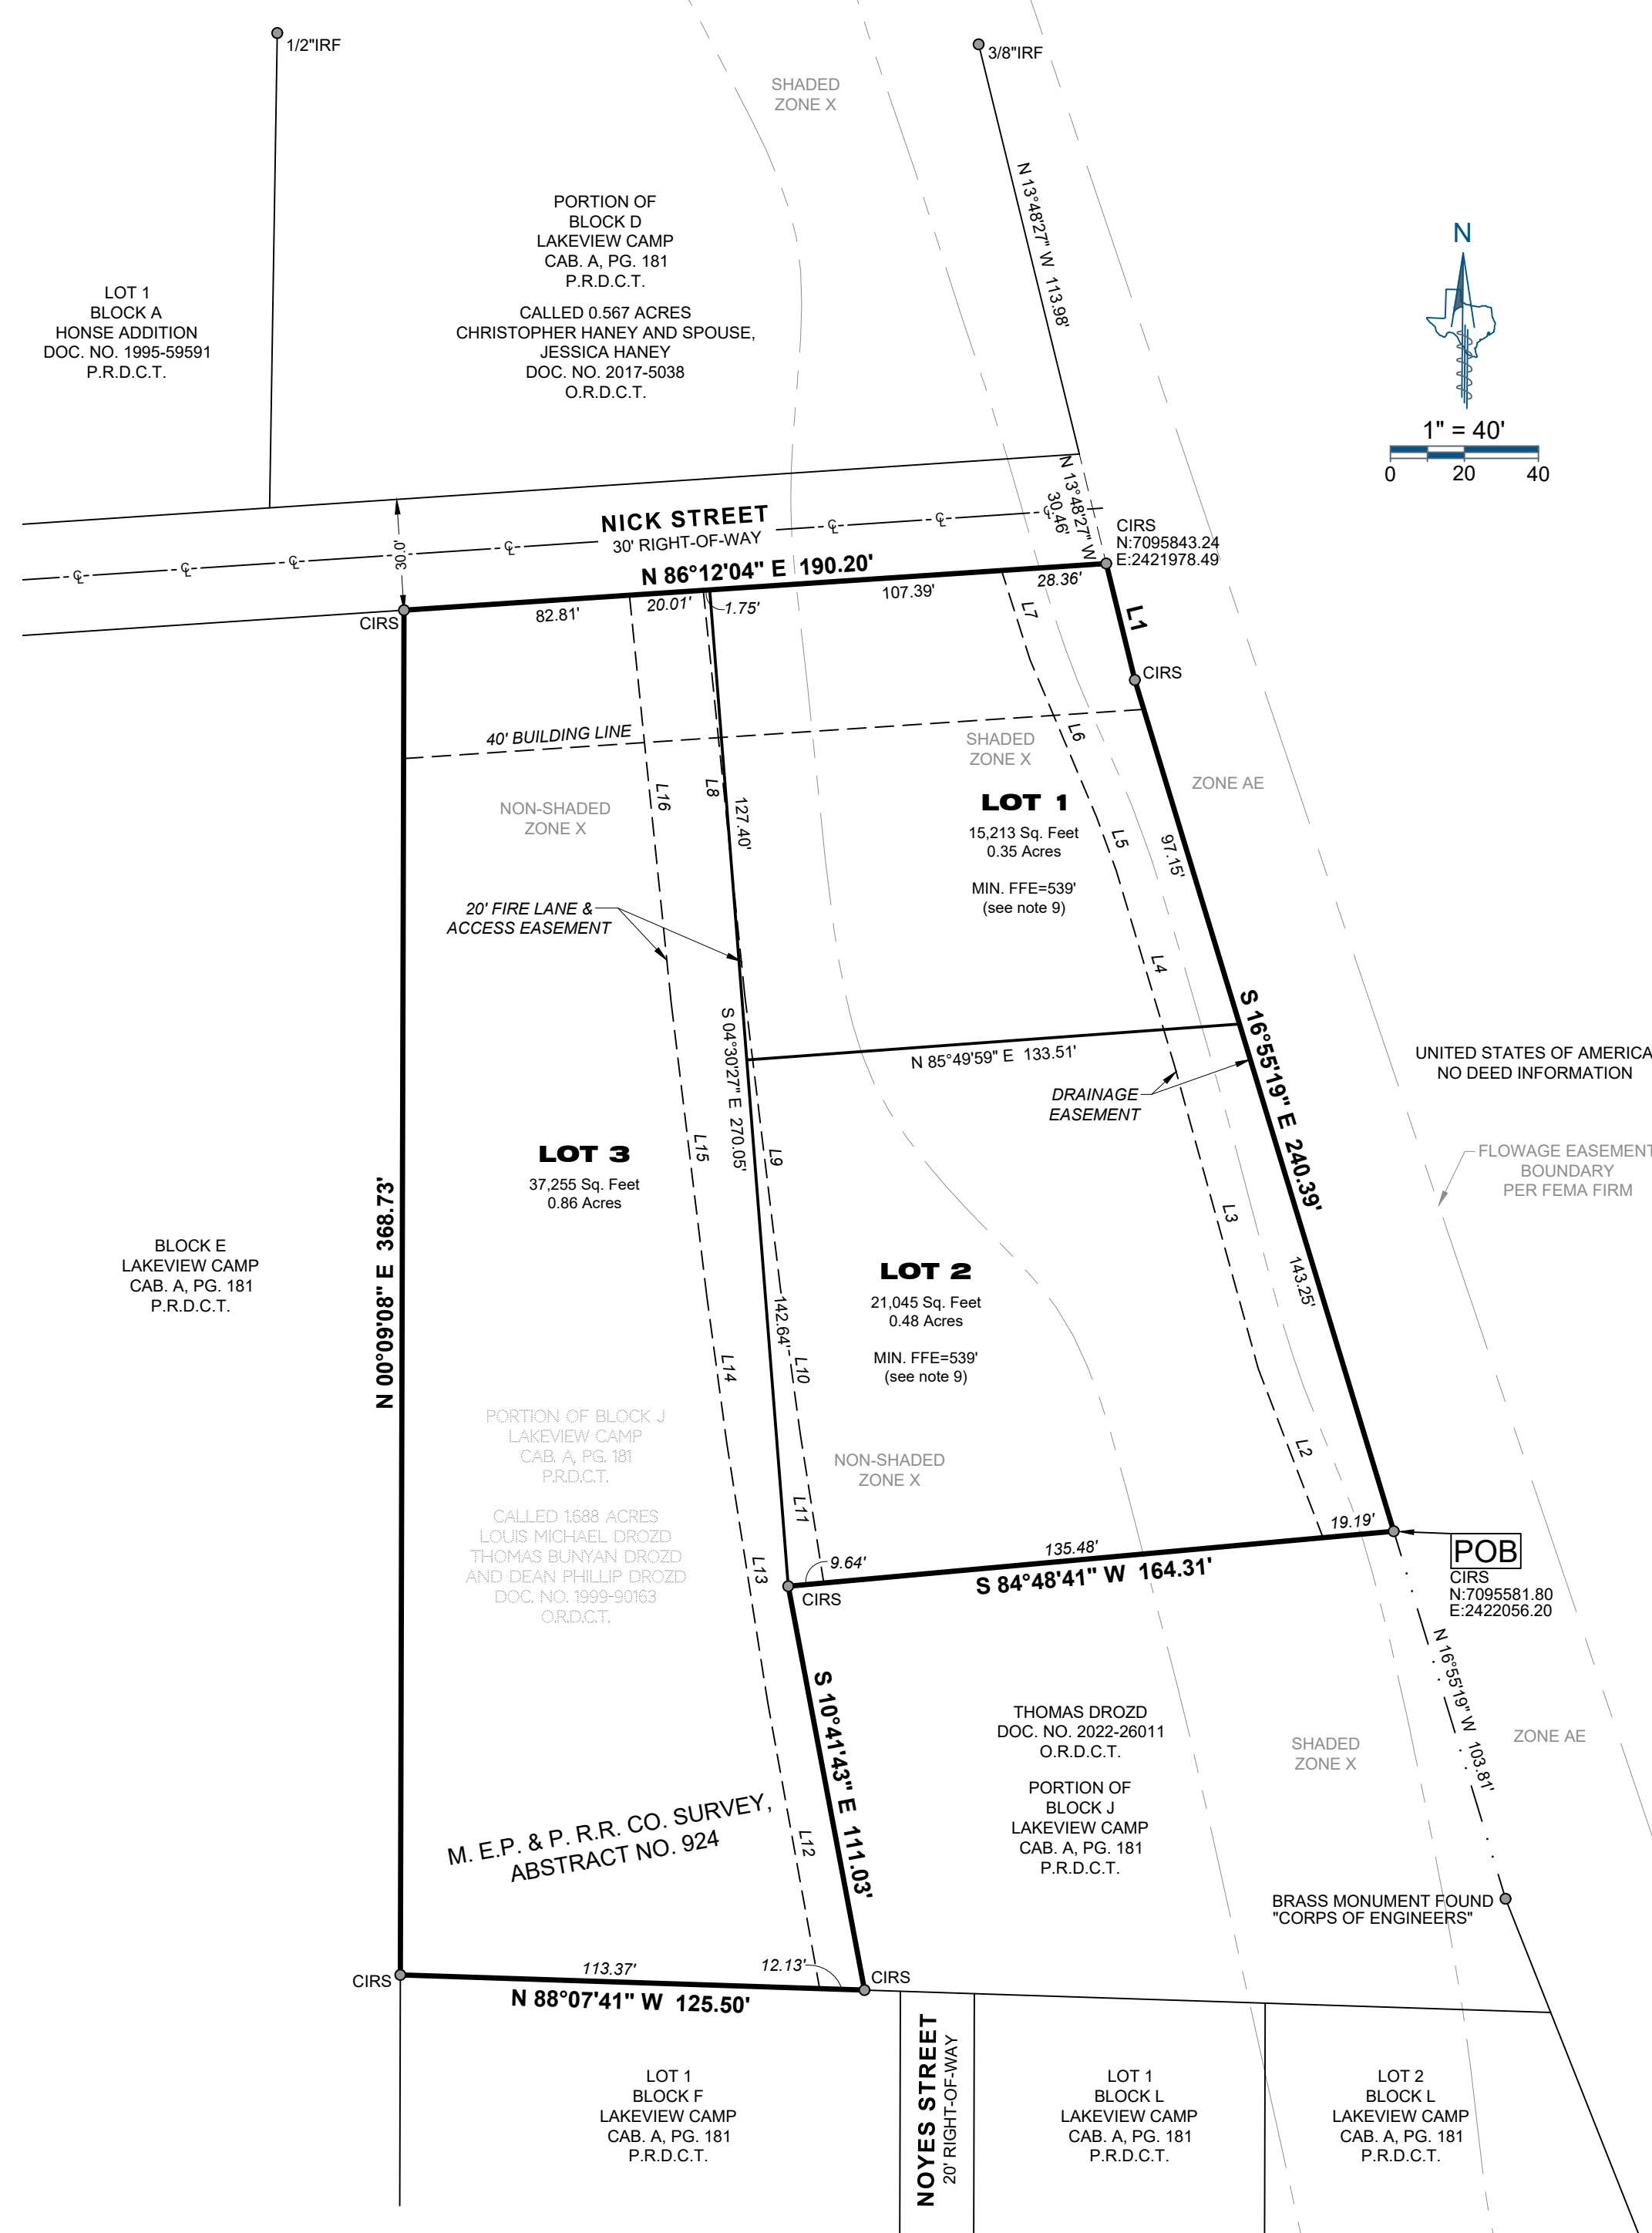 1/2"IRF
3/8"IRF
SHADED
ZONE X
N 13°48'27" W 113.98'
PORTION OF
BLOCK D
LAKEVIEW CAMP
CAB. A, PG. 181
P.R.D.C.T.
CALLED 0.567 ACRES
CHRISTOPHER HANEY AND SPOUSE,
JESSICA HANEY
DOC. NO. 2017-5038
O.R.D.C.T.
LOT 1
BLOCK A
HONSE ADDITION
DOC. NO. 1995-59591
P.R.D.C.T.
N
1" = 40'
0 20 40
NICK STREET
30' RIGHT-OF-WAY
30.0'
N 13°48'27" W
30.46'
CIRS
N:7095843.24
E:2421978.49
N 86°12'04" E 190.20'
82.81'
20.01'
1.75'
107.39'
28.36'
CIRS
L1
L7
CIRS
40' BUILDING LINE
L6
SHADED
ZONE X
ZONE AE
NON-SHADED
ZONE X
L16
L8
127.40'
LOT 1
15,213 Sq. Feet
0.35 Acres
MIN. FFE=539'
(see note 9)
L5
97.15'
20' FIRE LANE &
ACCESS EASEMENT
L4
S 04°30'27" E 270.05'
N 85°49'59" E 133.51'
S 16°55'19" E 240.39'
DRAINAGE
EASEMENT
UNITED STATES OF AMERICA
NO DEED INFORMATION
FLOWAGE EASEMENT
BOUNDARY
PER FEMA FIRM
LOT 3
37,255 Sq. Feet
0.86 Acres
L15
L9
L3
N 00°09'08" E 368.73'
BLOCK E
LAKEVIEW CAMP
CAB. A, PG. 181
P.R.D.C.T.
LOT 2
21,045 Sq. Feet
0.48 Acres
MIN. FFE=539'
(see note 9)
142.64'
143.25'
L14
L10
L2
PORTION OF BLOCK J
LAKEVIEW CAMP
CAB. A, PG. 181
P.R.D.C.T.
CALLED 1.688 ACRES
LOUIS MICHAEL DROZD
THOMAS BUNYAN DROZD
AND DEAN PHILLIP DROZD
DOC. NO. 1999-90163
O.R.D.C.T.
NON-SHADED
ZONE X
L11
L13
9.64'
135.48'
19.19'
S 84°48'41" W 164.31'
CIRS
POB
CIRS
N:7095581.80
E:2422056.20
N 16°55'19" W 103.81'
S 10°41'43" E 111.03'
THOMAS DROZD
DOC. NO. 2022-26011
O.R.D.C.T.
PORTION OF
BLOCK J
LAKEVIEW CAMP
CAB. A, PG. 181
P.R.D.C.T.
SHADED
ZONE X
ZONE AE
M. E.P. & P. R.R. CO. SURVEY,
ABSTRACT NO. 924
L12
BRASS MONUMENT FOUND
"CORPS OF ENGINEERS"
CIRS
113.37'
12.13'
CIRS
N 88°07'41" W 125.50'
NOYES STREET
20' RIGHT-OF-WAY
LOT 1
BLOCK F
LAKEVIEW CAMP
CAB. A, PG. 181
P.R.D.C.T.
LOT 1
BLOCK L
LAKEVIEW CAMP
CAB. A, PG. 181
P.R.D.C.T.
LOT 2
BLOCK L
LAKEVIEW CAMP
CAB. A, PG. 181
P.R.D.C.T.